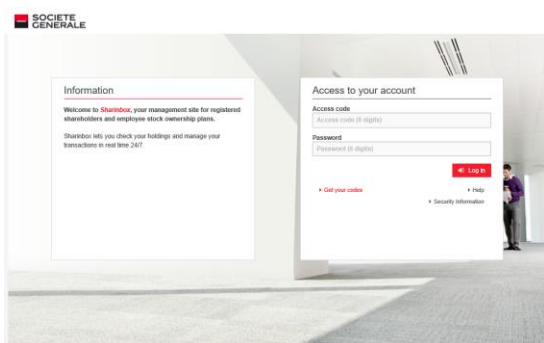 SOCIETE
GENERALE
Information
Welcome to Sharinbox, your management site for registered
shareholders and employee stock ownership plans.
Sharinbox lets you check your holdings and manage your
transactions in real time 24/7.
Access to your account
Access code
Access code (8 digits)
Password
Password (6 digits)
Log in
Get your codes
Help
Security Information